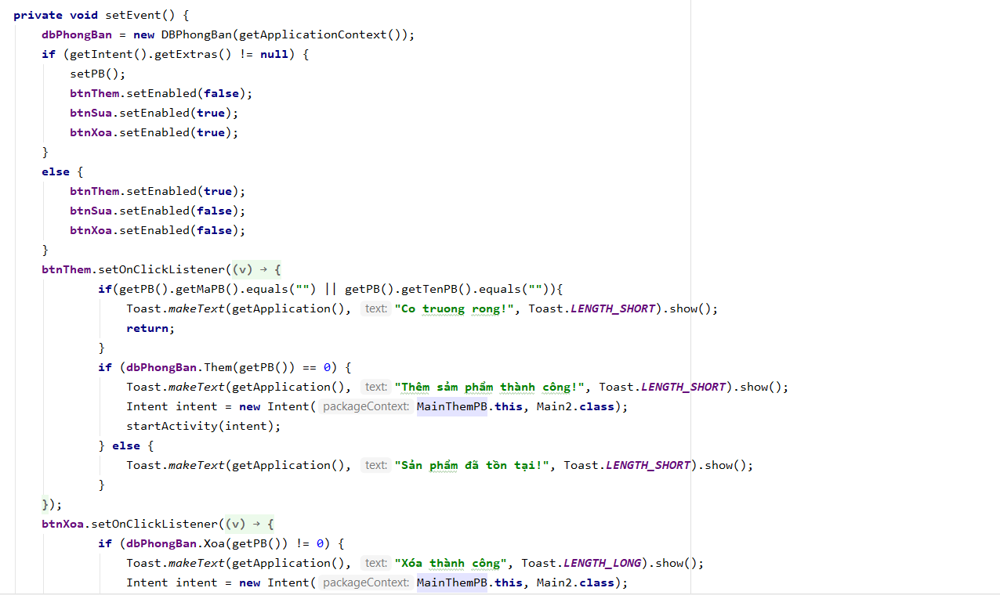 private void setEvent() {
    dbPhongBan = new DBPhongBan(getApplicationContext());
    if (getIntent().getExtras() != null) {
        setPB();
        btnThem.setEnabled(false);
        btnSua.setEnabled(true);
        btnXoa.setEnabled(true);
    }
    else {
        btnThem.setEnabled(true);
        btnSua.setEnabled(false);
        btnXoa.setEnabled(false);
    }
    btnThem.setOnClickListener((v) → {
            if(getPB().getMaPB().equals("") || getPB().getTenPB().equals("")){
                Toast.makeText(getApplication(), text: "Co truong rong!", Toast.LENGTH_SHORT).show();
                return;
            }
            if (dbPhongBan.Them(getPB()) == 0) {
                Toast.makeText(getApplication(), text: "Thêm sảm phẩm thành công!", Toast.LENGTH_SHORT).show();
                Intent intent = new Intent( packageContext: MainThemPB.this, Main2.class);
                startActivity(intent);
            } else {
                Toast.makeText(getApplication(), text: "Sản phẩm đã tồn tại!", Toast.LENGTH_SHORT).show();
            }
    });
    btnXoa.setOnClickListener((v) → {
            if (dbPhongBan.Xoa(getPB()) != 0) {
                Toast.makeText(getApplication(), text: "Xóa thành công", Toast.LENGTH_LONG).show();
                Intent intent = new Intent( packageContext: MainThemPB.this, Main2.class);